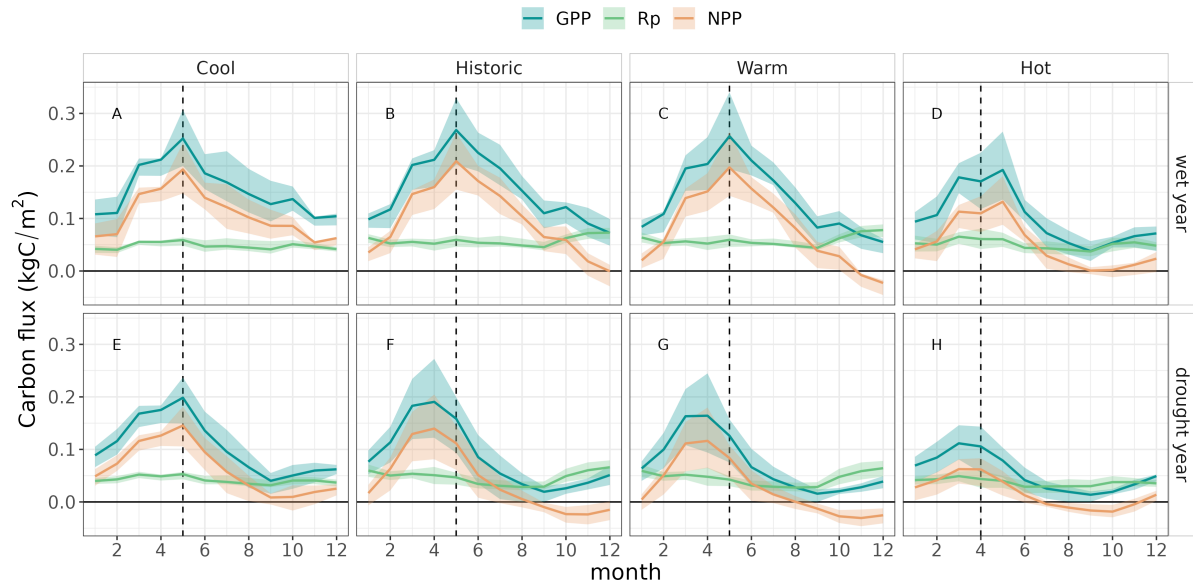 GPP Rp NPP
Cool Historic Warm Hot
A B C D
0.3
0.2
0.1
0.0
wet year
E F G H
0.3
0.2
0.1
0.0
drought year
Carbon flux (kgC/m²)
2 4 6 8 10 12 2 4 6 8 10 12 2 4 6 8 10 12 2 4 6 8 10 12
month